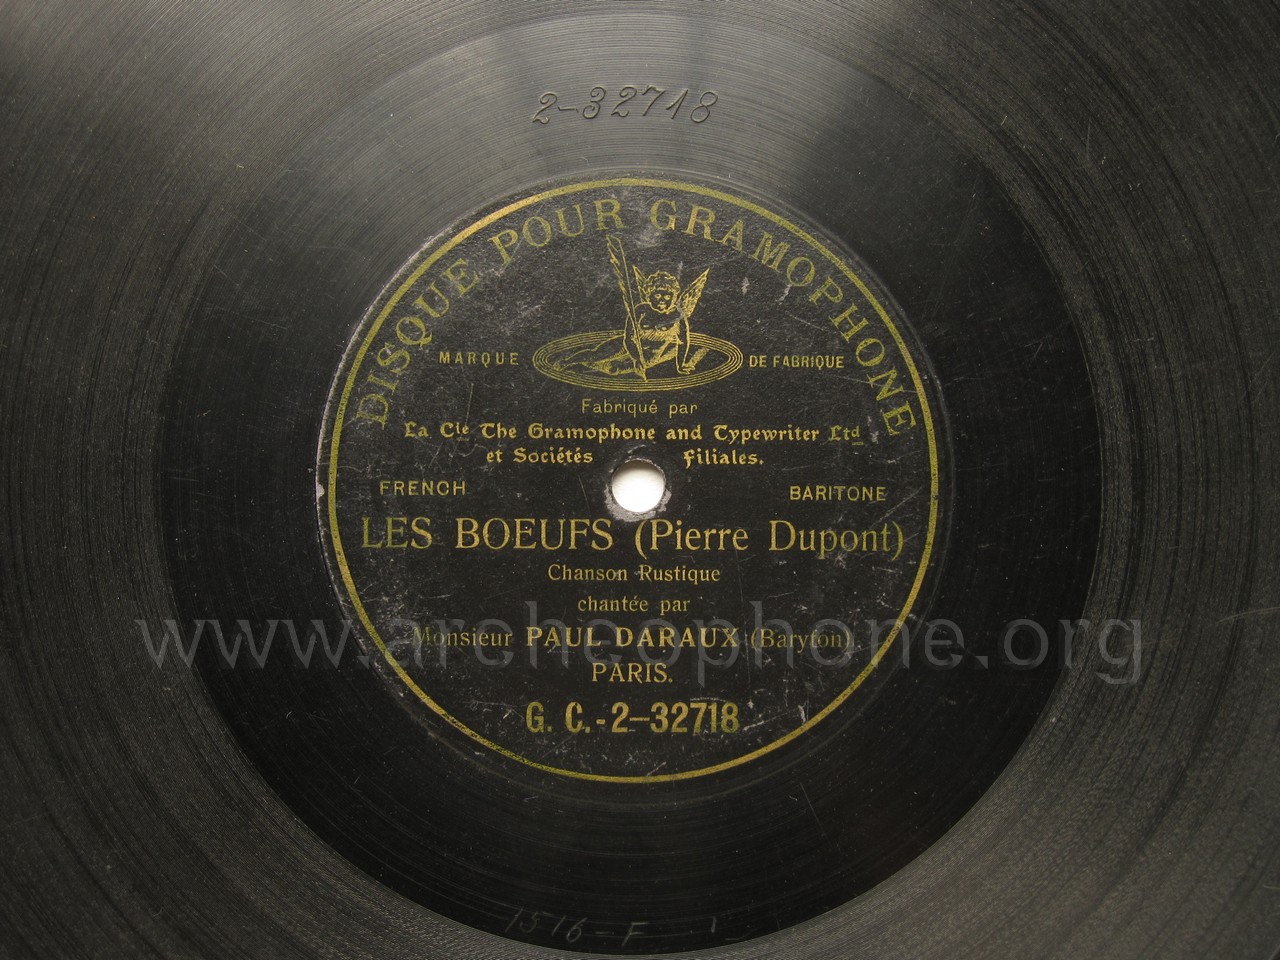 2-32718
DISQUE POUR GRAMOPHONE
MARQUE DE FABRIQUE
Fabriqué par
La Cie The Gramophone and Typewriter Ltd
et Sociétés filiales.
FRENCH BARITONE
LES BOEUFS (Pierre Dupont)
Chanson Rustique
chantée par
www.archeophone.org
Monsieur PAUL DARAUX (Baryton)
PARIS.
G. C.-2-32718
1516-F